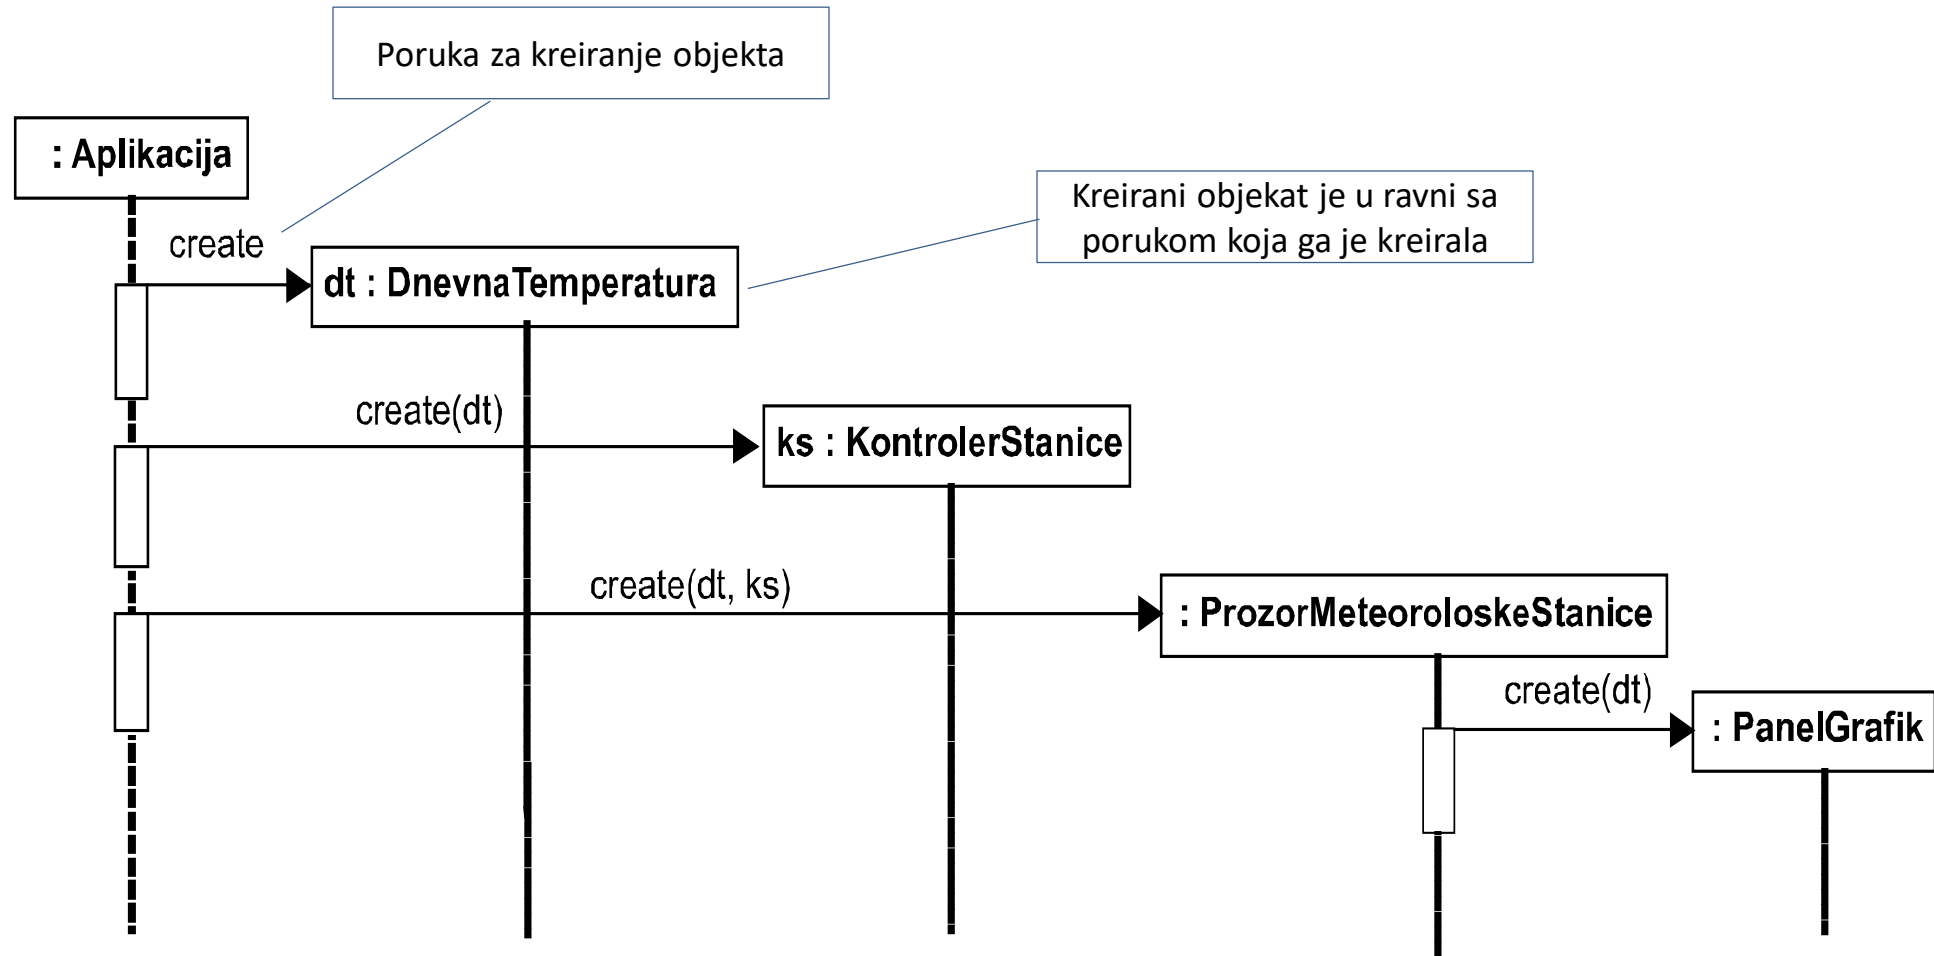 Poruka za kreiranje objekta
: Aplikacija
Kreirani objekat je u ravni sa
porukom koja ga je kreirala
create
dt : DnevnaTemperatura
create(dt)
ks : KontrolerStanice
create(dt, ks)
: ProzorMeteoroloskeStanice
create(dt)
: PanelGrafik